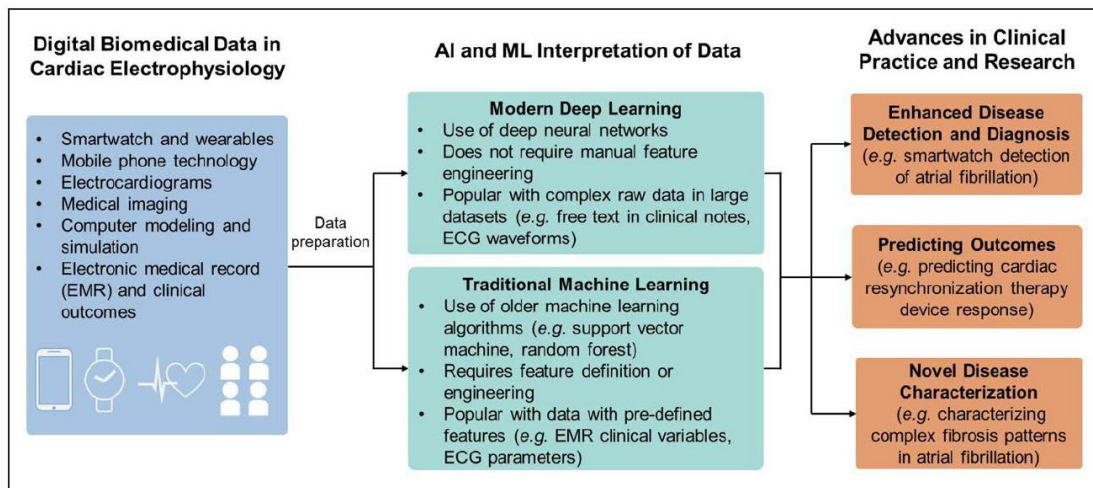 Digital Biomedical Data in
Cardiac Electrophysiology
• Smartwatch and wearables
• Mobile phone technology
• Electrocardiograms
• Medical imaging
• Computer modeling and
simulation
• Electronic medical record
(EMR) and clinical
outcomes
Data
preparation
AI and ML Interpretation of Data
Modern Deep Learning
• Use of deep neural networks
• Does not require manual feature
engineering
• Popular with complex raw data in large
datasets (e.g. free text in clinical notes,
ECG waveforms)
Traditional Machine Learning
• Use of older machine learning
algorithms (e.g. support vector
machine, random forest)
• Requires feature definition or
engineering
• Popular with data with pre-defined
features (e.g. EMR clinical variables,
ECG parameters)
Advances in Clinical
Practice and Research
Enhanced Disease
Detection and Diagnosis
(e.g. smartwatch detection
of atrial fibrillation)
Predicting Outcomes
(e.g. predicting cardiac
resynchronization therapy
device response)
Novel Disease
Characterization
(e.g. characterizing
complex fibrosis patterns
in atrial fibrillation)